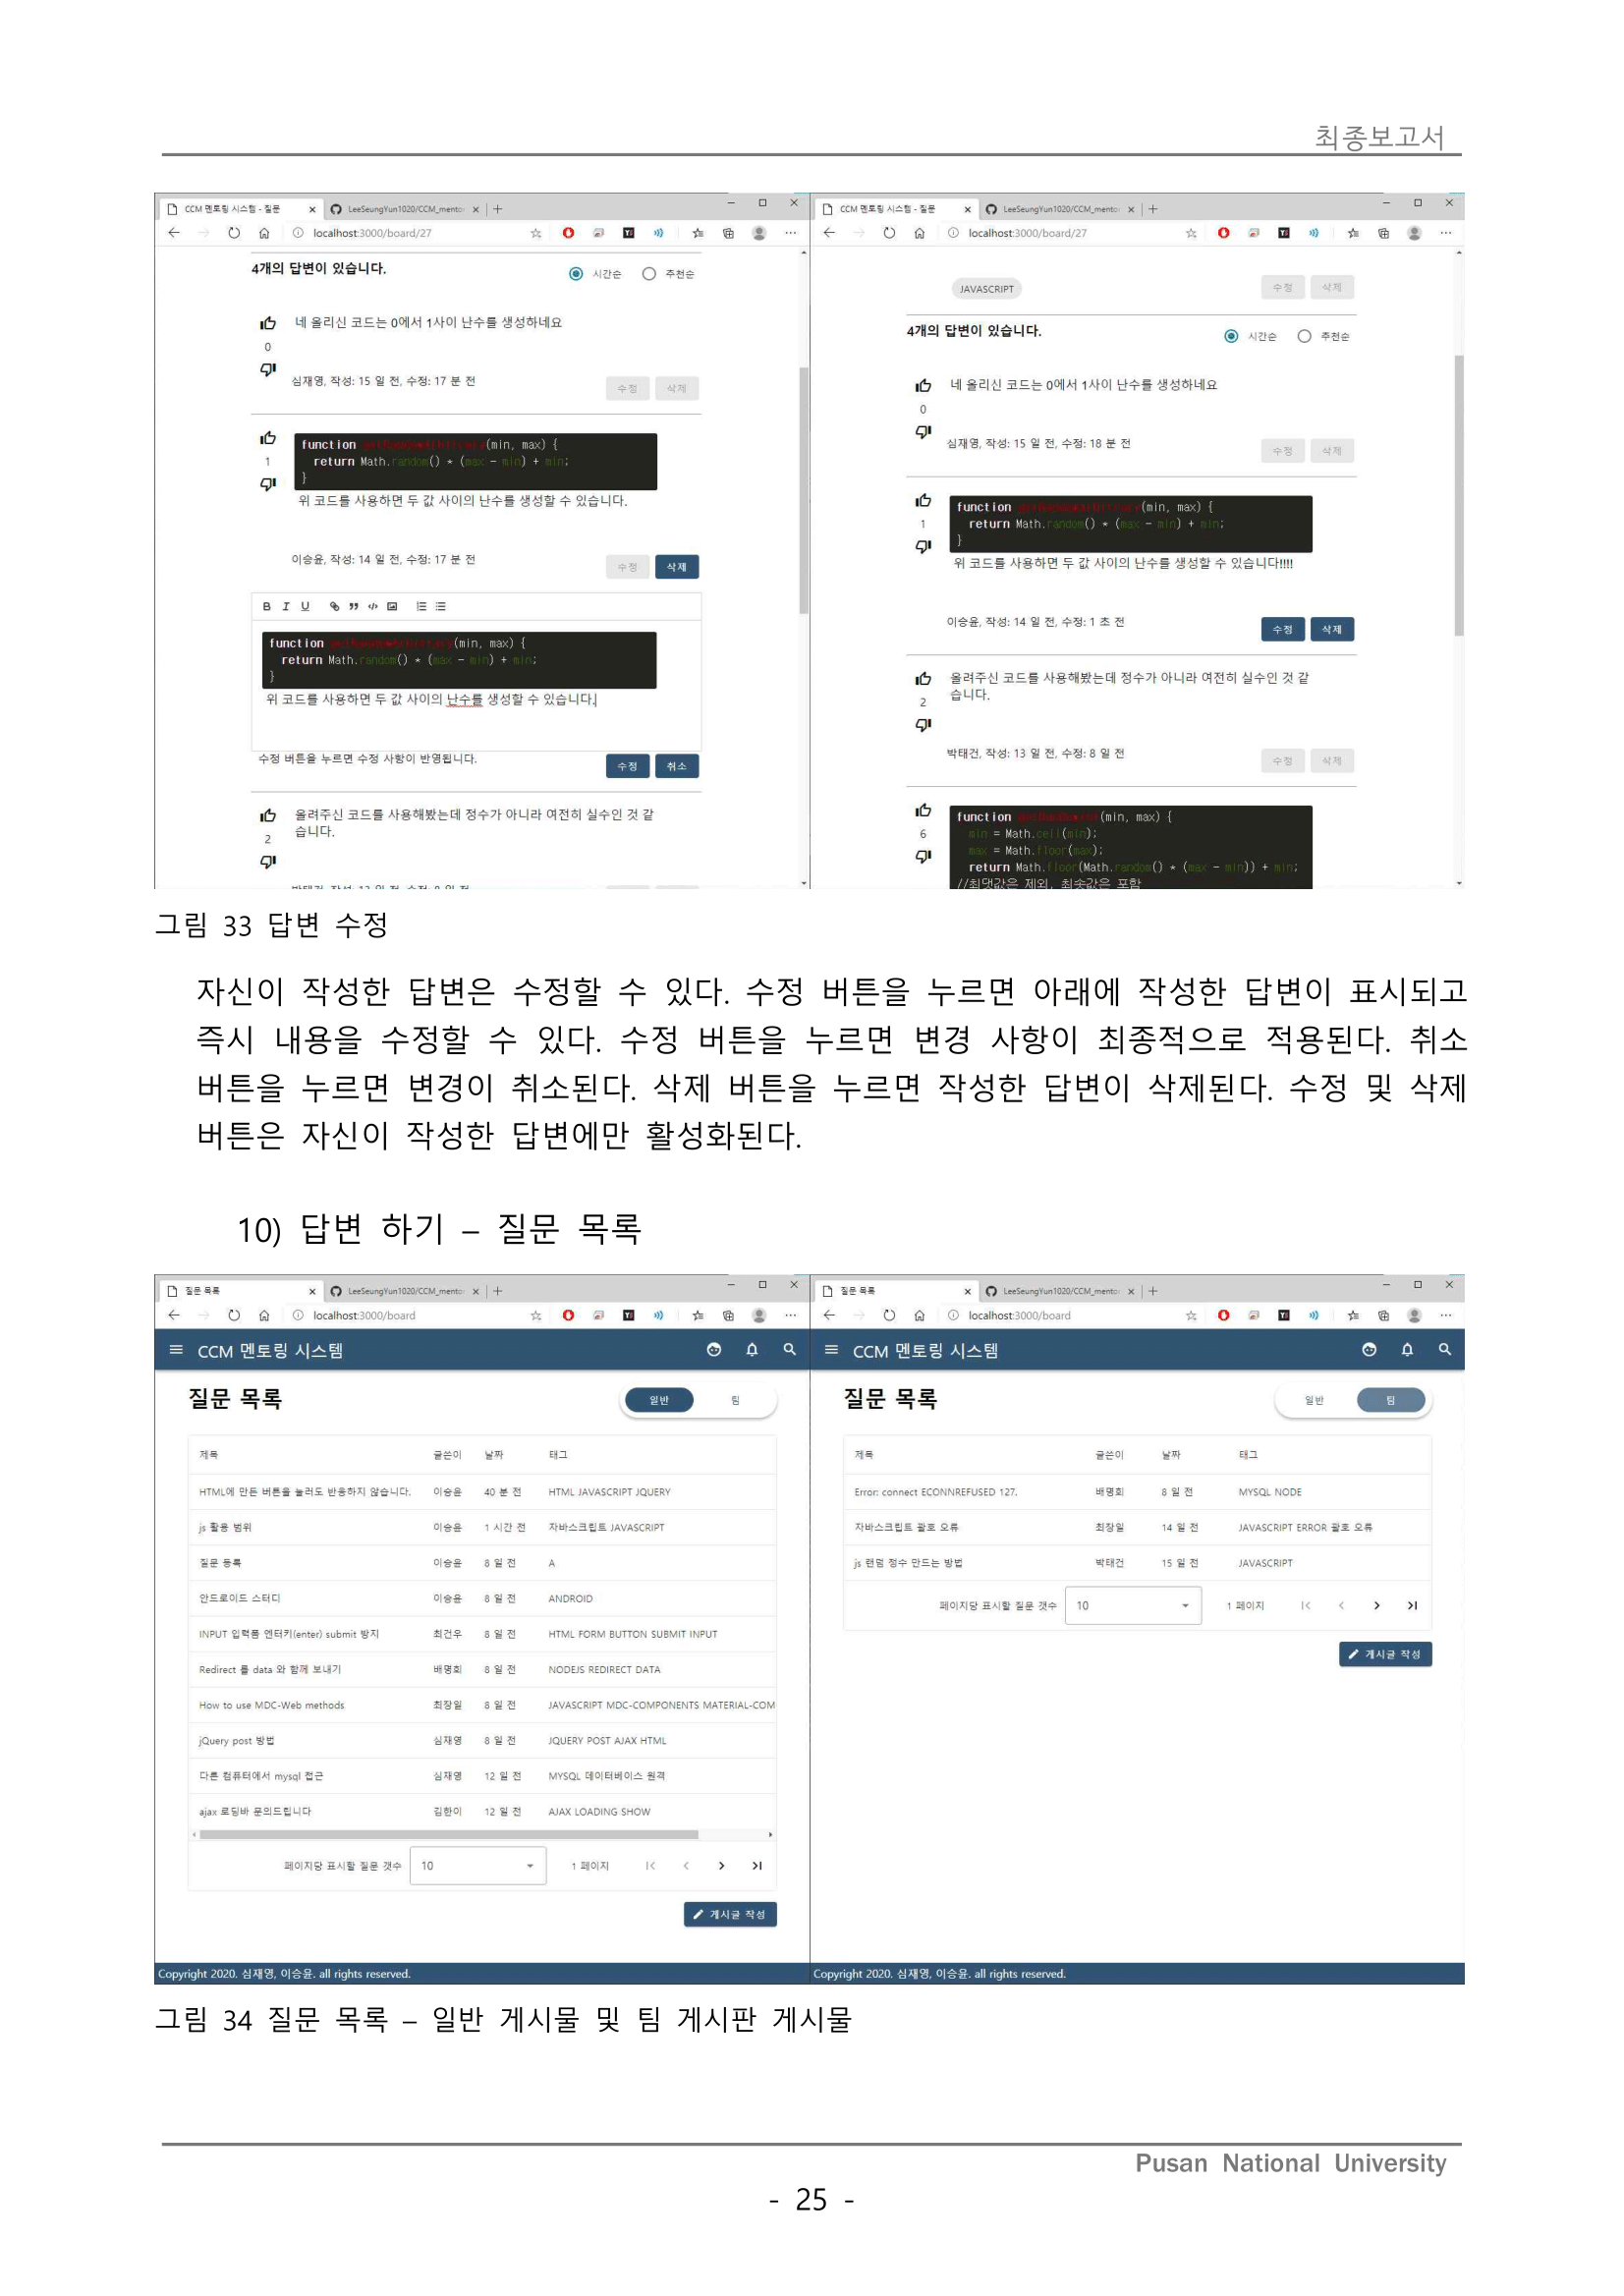 최종보고서
CCM 멘토링 시스템 - 질문
LeeSeungYun1020/CCM_mento
localhost:3000/board/27
4개의 답변이 있습니다.
시간순 추천순
네 올리신 코드는 0에서 1사이 난수를 생성하네요
0
심재영, 작성: 15 일 전, 수정: 17 분 전
수정 삭제
function (min, max) {
1
return Math.random() * (max - min) + min;
}
위 코드를 사용하면 두 값 사이의 난수를 생성할 수 있습니다.
이승윤, 작성: 14 일 전, 수정: 17 분 전
수정 삭제
B I U
function (min, max) {
return Math.random() * (max - min) + min;
}
위 코드를 사용하면 두 값 사이의 난수를 생성할 수 있습니다.
수정 버튼을 누르면 수정 사항이 반영됩니다.
수정 취소
올려주신 코드를 사용해봤는데 정수가 아니라 여전히 실수인 것 같
2
습니다.
CCM 멘토링 시스템 - 질문
LeeSeungYun1020/CCM_mento
localhost:3000/board/27
JAVASCRIPT
수정 삭제
4개의 답변이 있습니다.
시간순 추천순
네 올리신 코드는 0에서 1사이 난수를 생성하네요
0
심재영, 작성: 15 일 전, 수정: 18 분 전
수정 삭제
function (min, max) {
1
return Math.random() * (max - min) + min;
}
위 코드를 사용하면 두 값 사이의 난수를 생성할 수 있습니다!!!!
이승윤, 작성: 14 일 전, 수정: 1 초 전
수정 삭제
올려주신 코드를 사용해봤는데 정수가 아니라 여전히 실수인 것 같
2
습니다.
박태건, 작성: 13 일 전, 수정: 8 일 전
수정 삭제
function (min, max) {
6
min = Math.ceil(min);
max = Math.floor(max);
return Math.floor(Math.random() * (max - min)) + min;
//최댓값은 제외, 최솟값은 포함
그림 33 답변 수정
자신이 작성한 답변은 수정할 수 있다. 수정 버튼을 누르면 아래에 작성한 답변이 표시되고
즉시 내용을 수정할 수 있다. 수정 버튼을 누르면 변경 사항이 최종적으로 적용된다. 취소
버튼을 누르면 변경이 취소된다. 삭제 버튼을 누르면 작성한 답변이 삭제된다. 수정 및 삭제
버튼은 자신이 작성한 답변에만 활성화된다.
10) 답변 하기 – 질문 목록
질문 목록
LeeSeungYun1020/CCM_mento
localhost:3000/board
CCM 멘토링 시스템
질문 목록
일반 팀
제목 글쓴이 날짜 태그
HTML에 만든 버튼을 눌러도 반응하지 않습니다. 이승윤 40 분 전 HTML JAVASCRIPT JQUERY
js 활용 범위 이승윤 1 시간 전 자바스크립트 JAVASCRIPT
질문 등록 이승윤 8 일 전 A
안드로이드 스터디 이승윤 8 일 전 ANDROID
INPUT 입력폼 엔터키(enter) submit 방지 최건우 8 일 전 HTML FORM BUTTON SUBMIT INPUT
Redirect 를 data 와 함께 보내기 배명회 8 일 전 NODEJS REDIRECT DATA
How to use MDC-Web methods 최장일 8 일 전 JAVASCRIPT MDC-COMPONENTS MATERIAL-COM
jQuery post 방법 심재영 8 일 전 JQUERY POST AJAX HTML
다른 컴퓨터에서 mysql 접근 심재영 12 일 전 MYSQL 데이터베이스 원격
ajax 로딩바 문의드립니다 김한이 12 일 전 AJAX LOADING SHOW
페이지당 표시할 질문 갯수 10 1 페이지
게시글 작성
Copyright 2020. 심재영, 이승윤. all rights reserved.
질문 목록
LeeSeungYun1020/CCM_mento
localhost:3000/board
CCM 멘토링 시스템
질문 목록
일반 팀
제목 글쓴이 날짜 태그
Error: connect ECONNREFUSED 127. 배명회 8 일 전 MYSQL NODE
자바스크립트 괄호 오류 최장일 14 일 전 JAVASCRIPT ERROR 괄호 오류
js 랜덤 정수 만드는 방법 박태건 15 일 전 JAVASCRIPT
페이지당 표시할 질문 갯수 10 1 페이지
게시글 작성
Copyright 2020. 심재영, 이승윤. all rights reserved.
그림 34 질문 목록 – 일반 게시물 및 팀 게시판 게시물
Pusan National University
- 25 -